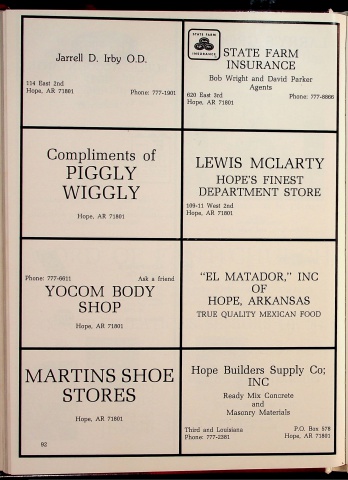 Jarrell D. Irby O.D.
114 East 2nd
Hope, AR 71801
Phone: 777-1901
STATE FARM
INSURANCE
STATE FARM
INSURANCE
Bob Wright and David Parker
Agents
620 East 3rd
Hope, AR 71801
Phone: 777-8866
Compliments of
PIGGLY
WIGGLY
Hope, AR 71801
LEWIS MCLARTY
HOPE'S FINEST
DEPARTMENT STORE
109-11 West 2nd
Hope, AR 71801
Phone: 777-6611
Ask a friend
YOCOM BODY
SHOP
Hope, AR 71801
"EL MATADOR," INC
OF
HOPE, ARKANSAS
TRUE QUALITY MEXICAN FOOD
MARTINS SHOE
STORES
Hope, AR 71801
Hope Builders Supply Co;
INC
Ready Mix Concrete
and
Masonry Materials
Third and Louisiana
Phone: 777-2381
P.O. Box 578
Hope, AR 71801
92